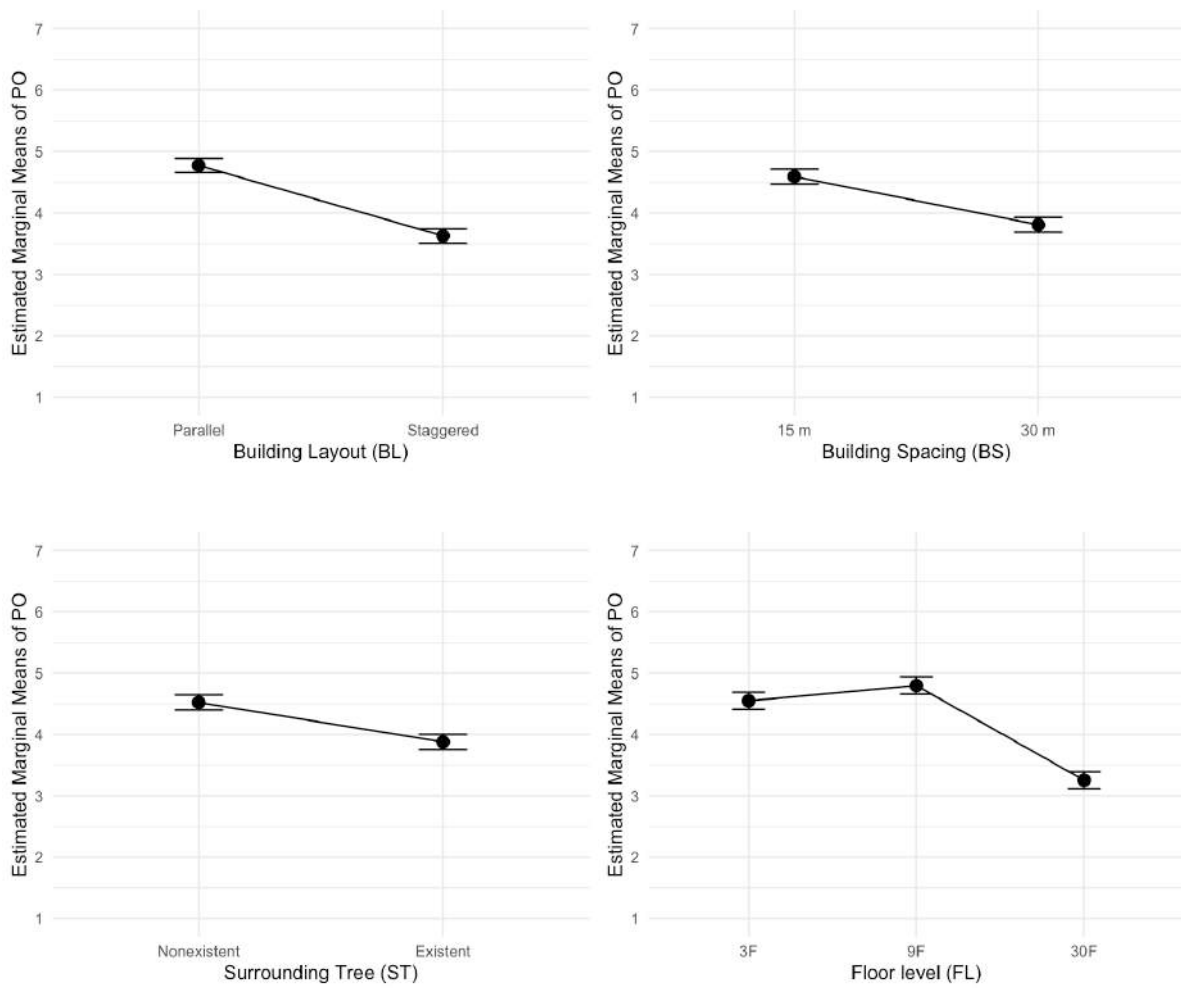 Estimated Marginal Means of PO
7
6
5
4
3
2
1
Parallel Staggered
Building Layout (BL)
Estimated Marginal Means of PO
7
6
5
4
3
2
1
15 m 30 m
Building Spacing (BS)
Estimated Marginal Means of PO
7
6
5
4
3
2
1
Nonexistent Existent
Surrounding Tree (ST)
Estimated Marginal Means of PO
7
6
5
4
3
2
1
3F 9F 30F
Floor level (FL)